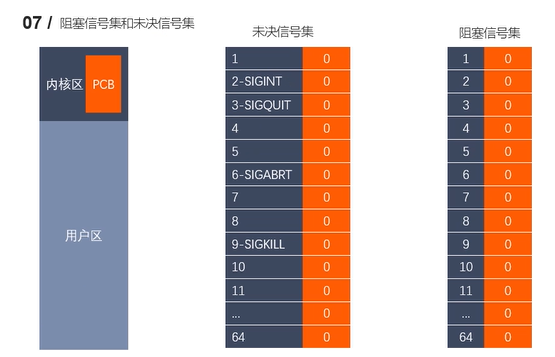 07 / 阻塞信号集和未决信号集
未决信号集
阻塞信号集
内核区 PCB
用户区
1 0
2-SIGINT 0
3-SIGQUIT 0
4 0
5 0
6-SIGABRT 0
7 0
8 0
9-SIGKILL 0
10 0
11 0
... 0
64 0
1 0
2 0
3 0
4 0
5 0
6 0
7 0
8 0
9 0
10 0
11 0
... 0
64 0